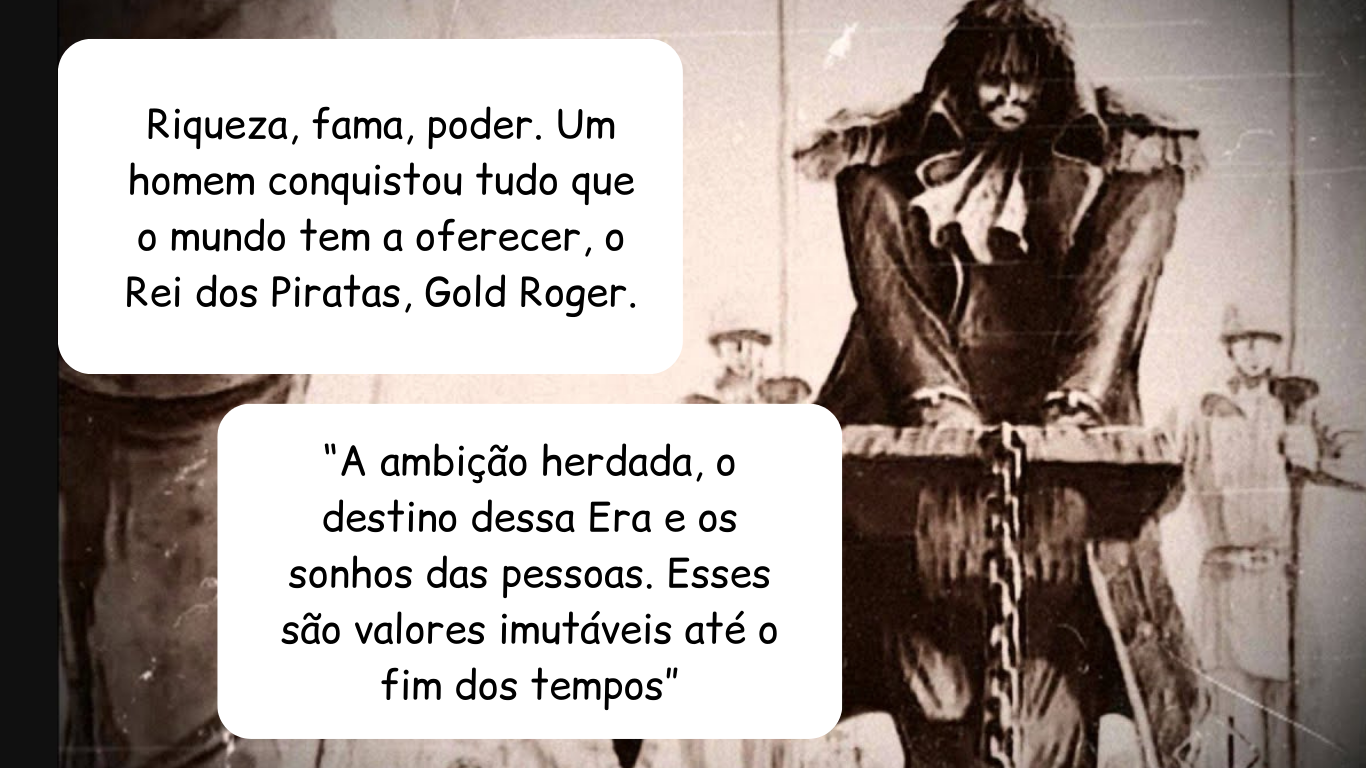 Riqueza, fama, poder. Um
homem conquistou tudo que
o mundo tem a oferecer, o
Rei dos Piratas, Gold Roger.
"A ambição herdada, o
destino dessa Era e os
sonhos das pessoas. Esses
são valores imutáveis até o
fim dos tempos"